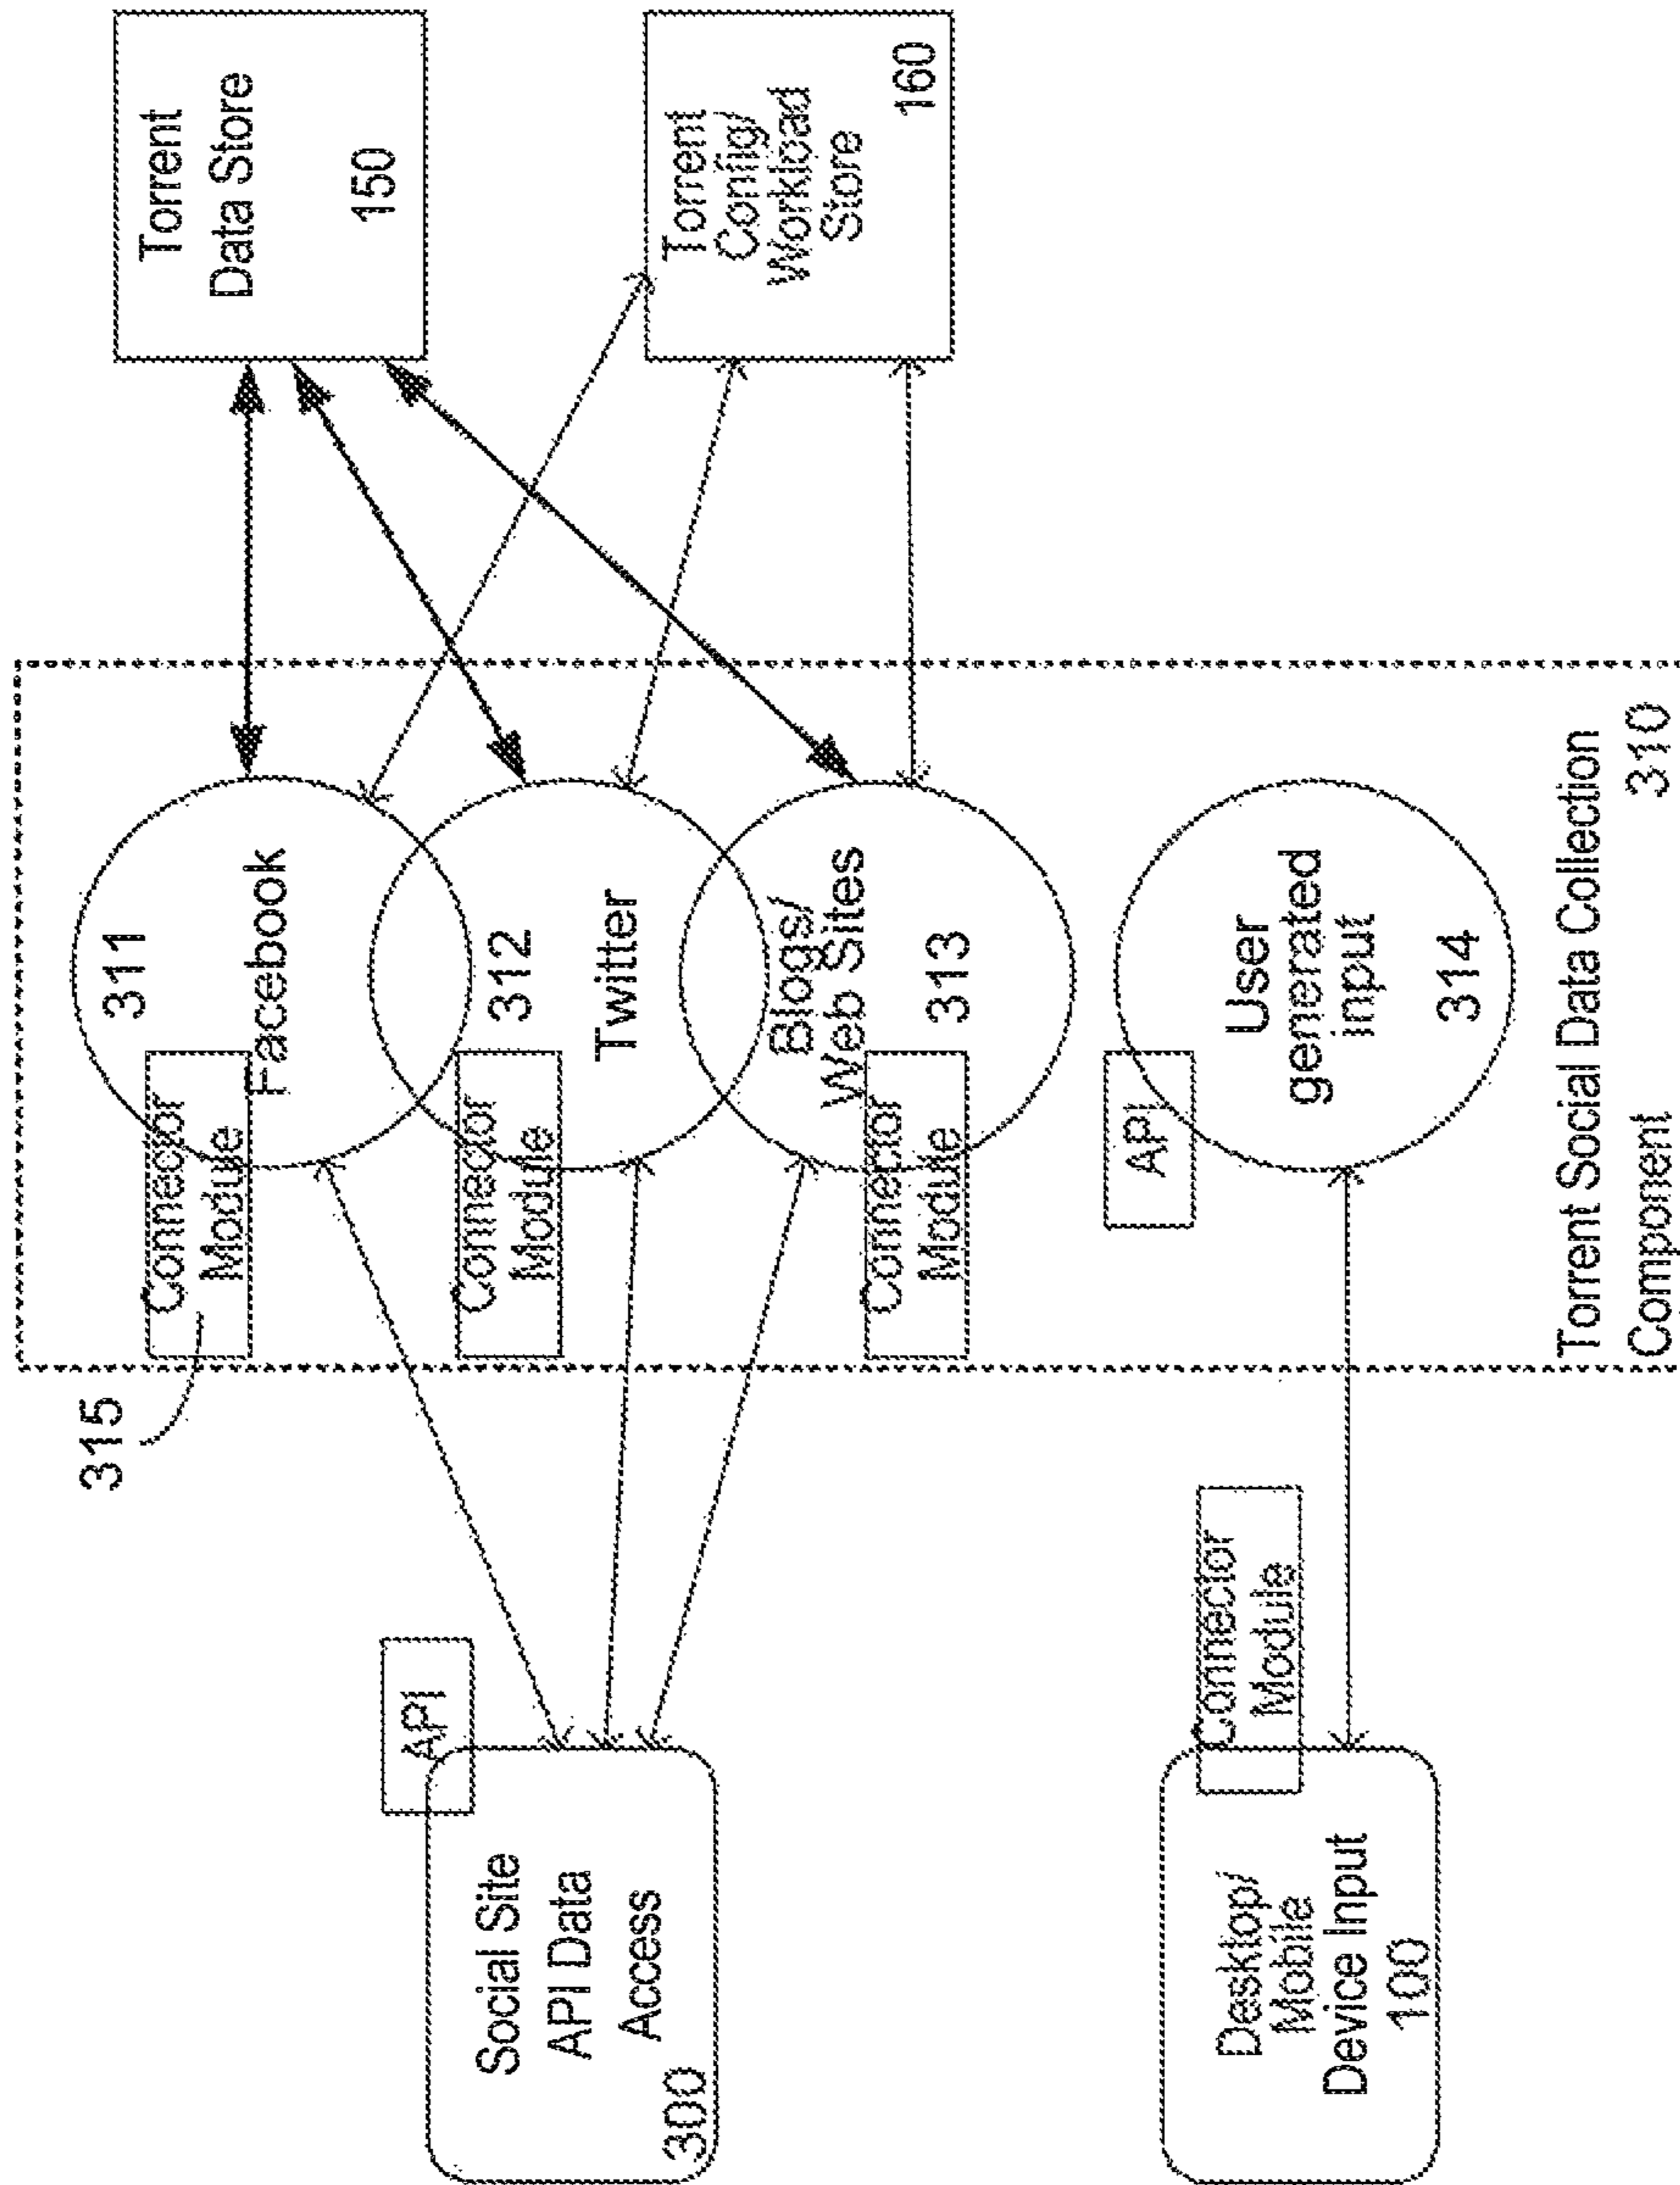 Social Site
API Data
Access
300
API
Desktop/
Mobile
Device Input
100
Connector
Module
315
Connector
Module
311
Facebook
Connector
Module
312
Twitter
Connector
Module
Blogs/
Web Sites
313
API
User
generated
input
314
Torrent Social Data Collection
Component 310
Torrent
Data Store
150
Torrent
Config/
Workload
Store
160